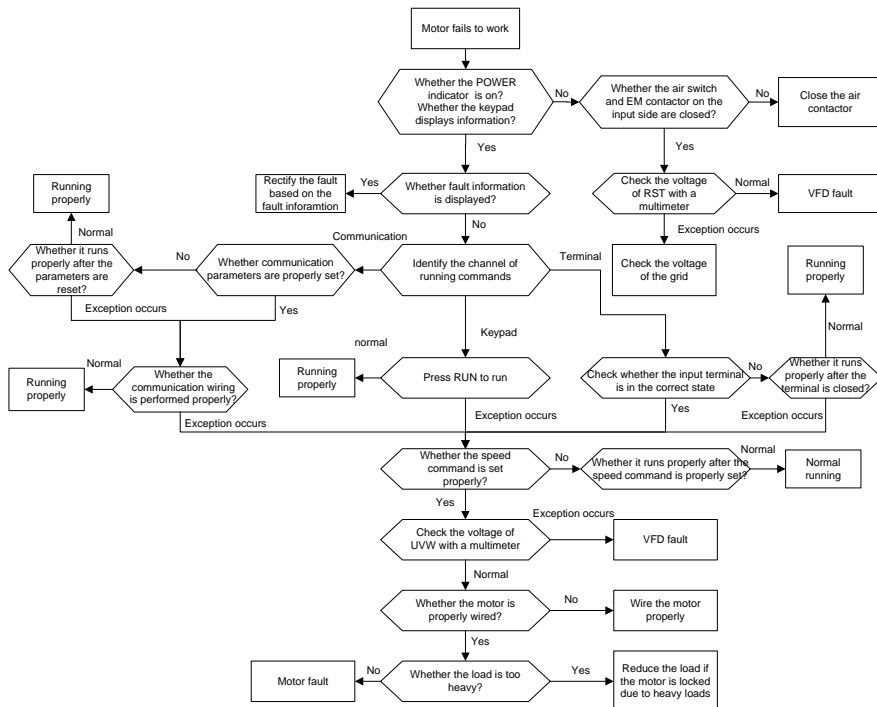 Motor fails to work
Whether the POWER
indicator is on?
Whether the keypad
displays information?
No
Whether the air switch
and EM contactor on the
input side are closed?
No
Close the air
contactor
Yes
Yes
Rectify the fault
based on the
fault inforamtion
Yes
Whether fault information
is displayed?
Check the voltage
of RST with a
multimeter
Normal
VFD fault
Running
properly
Normal
No
Exception occurs
Communication
Whether it runs
properly after the
parameters are
reset?
No
Whether communication
parameters are properly set?
Identify the channel of
running commands
Terminal
Check the voltage
of the grid
Running
properly
Exception occurs
Yes
Keypad
Normal
Running
properly
Normal
Whether the
communication wiring
is performed properly?
normal
Running
properly
Press RUN to run
Check whether the input terminal
is in the correct state
No
Whether it runs
properly after the
terminal is closed?
Exception occurs
Exception occurs
Yes
Exception occurs
Whether the speed
command is set
properly?
No
Whether it runs properly after the
speed command is properly set?
Normal
Normal
running
Yes
Exception occurs
Check the voltage of
UVW with a multimeter
VFD fault
Normal
Whether the motor is
properly wired?
No
Wire the motor
properly
Yes
Motor fault
No
Whether the load is too
heavy?
Yes
Reduce the load if
the motor is locked
due to heavy loads